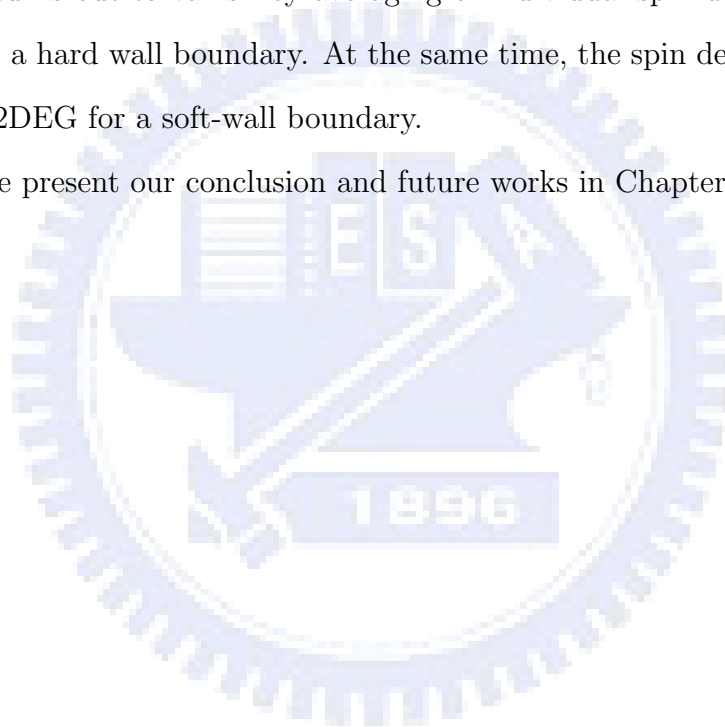 a hard wall boundary. At the same time, the spin de
2DEG for a soft-wall boundary.
e present our conclusion and future works in Chapter
E S A
1896